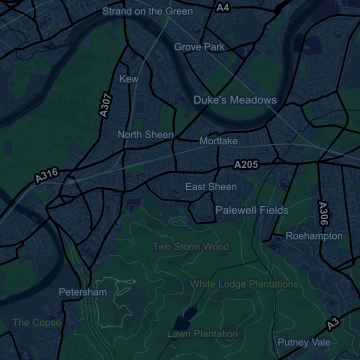 Strand on the Green
A4
Grove Park
Kew
A307
Duke's Meadows
North Sheen
Mortlake
A316
A205
East Sheen
Palewell Fields
A306
Roehampton
Two Storm Wood
White Lodge Plantations
Petersham
The Copse
Lawn Plantation
A3
Putney Vale